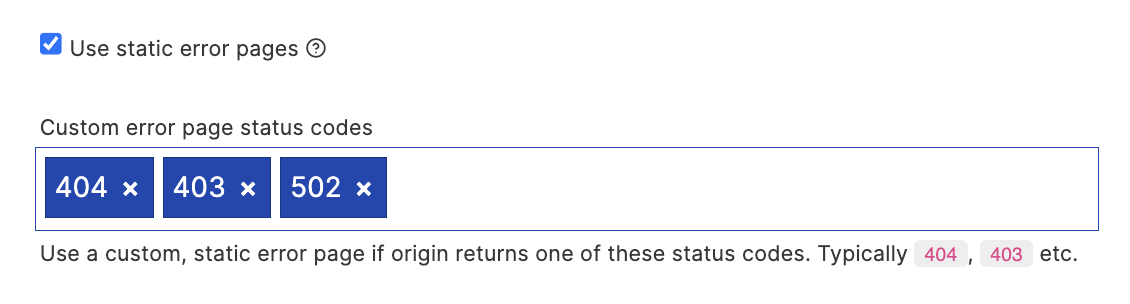 Use static error pages ?
Custom error page status codes
404 × 403 × 502 ×
Use a custom, static error page if origin returns one of these status codes. Typically 404, 403 etc.